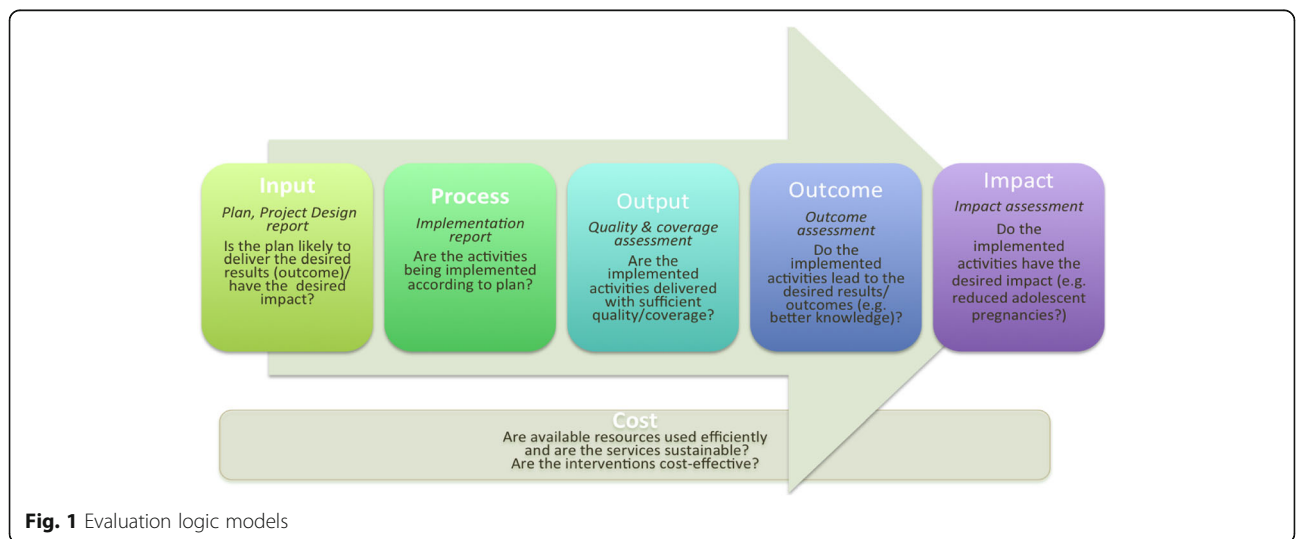 Input
Plan, Project Design
report
Is the plan likely to
deliver the desired
results (outcome)/
have the desired
impact?
Process
Implementation
report
Are the activities
being implemented
according to plan?
Output
Quality & coverage
assessment
Are the
implemented
activities delivered
with sufficient
quality/coverage?
Outcome
Outcome
assessment
Do the
implemented
activities lead to the
desired results/
outcomes (e.g.
better knowledge)?
Impact
Impact assessment
Do the
implemented
activities have the
desired impact (e.g.
reduced adolescent
pregnancies?)
Cost
Are available resources used efficiently
and are the services sustainable?
Are the interventions cost-effective?
Fig. 1 Evaluation logic models